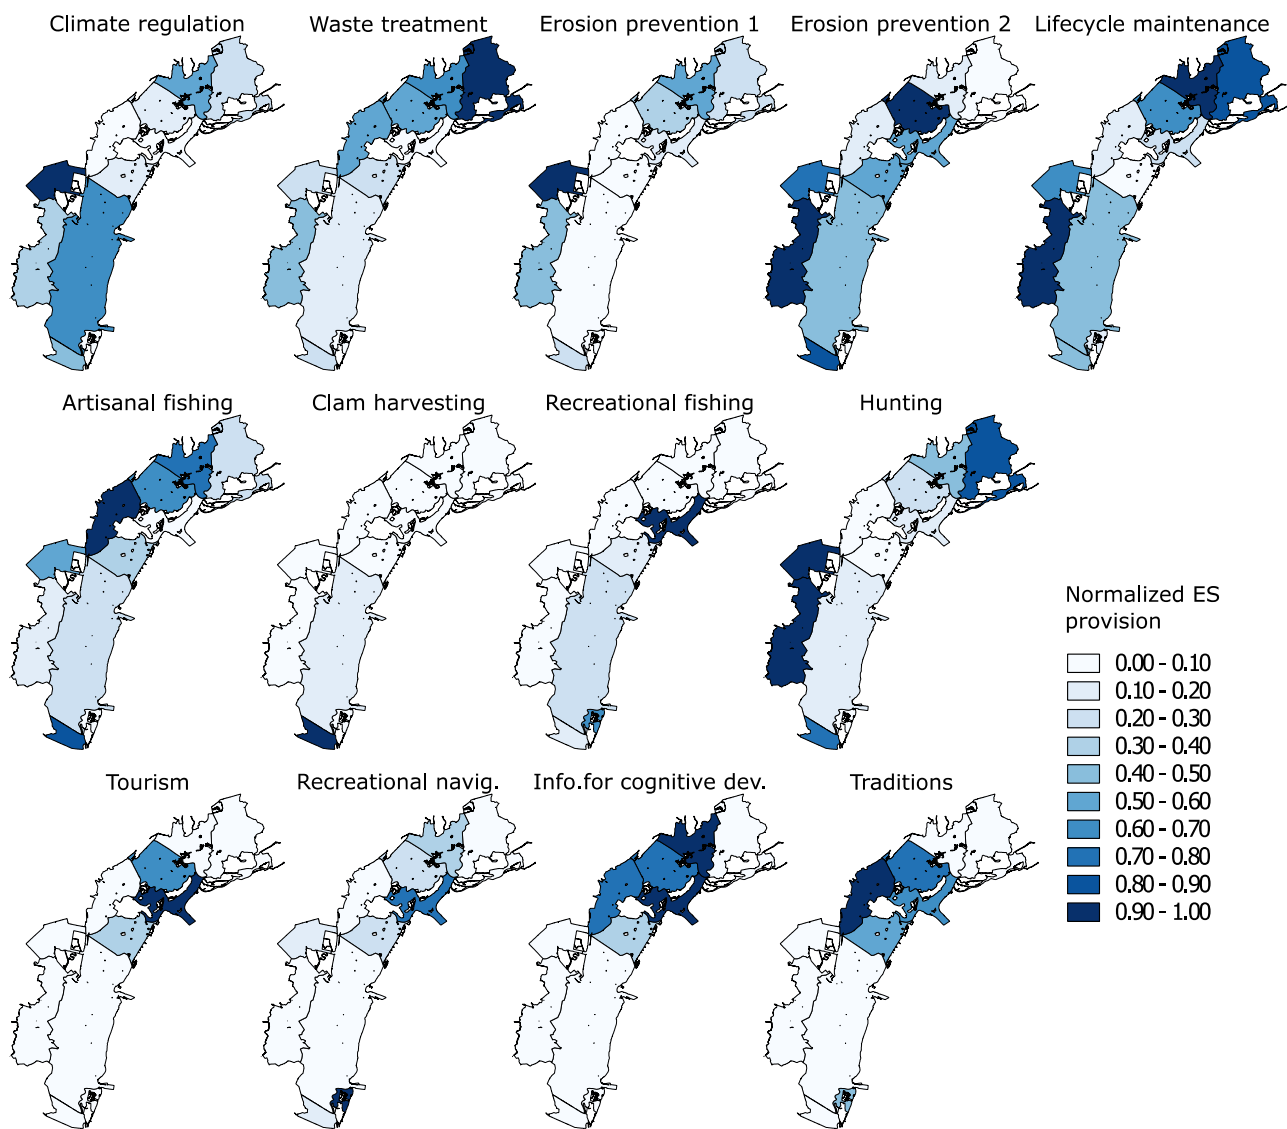 Climate regulation
Waste treatment
Erosion prevention 1
Erosion prevention 2
Lifecycle maintenance
Artisanal fishing
Clam harvesting
Recreational fishing
Hunting
Normalized ES
provision
0.00 - 0.10
0.10 - 0.20
0.20 - 0.30
0.30 - 0.40
0.40 - 0.50
0.50 - 0.60
0.60 - 0.70
0.70 - 0.80
0.80 - 0.90
0.90 - 1.00
Tourism
Recreational navig.
Info.for cognitive dev.
Traditions